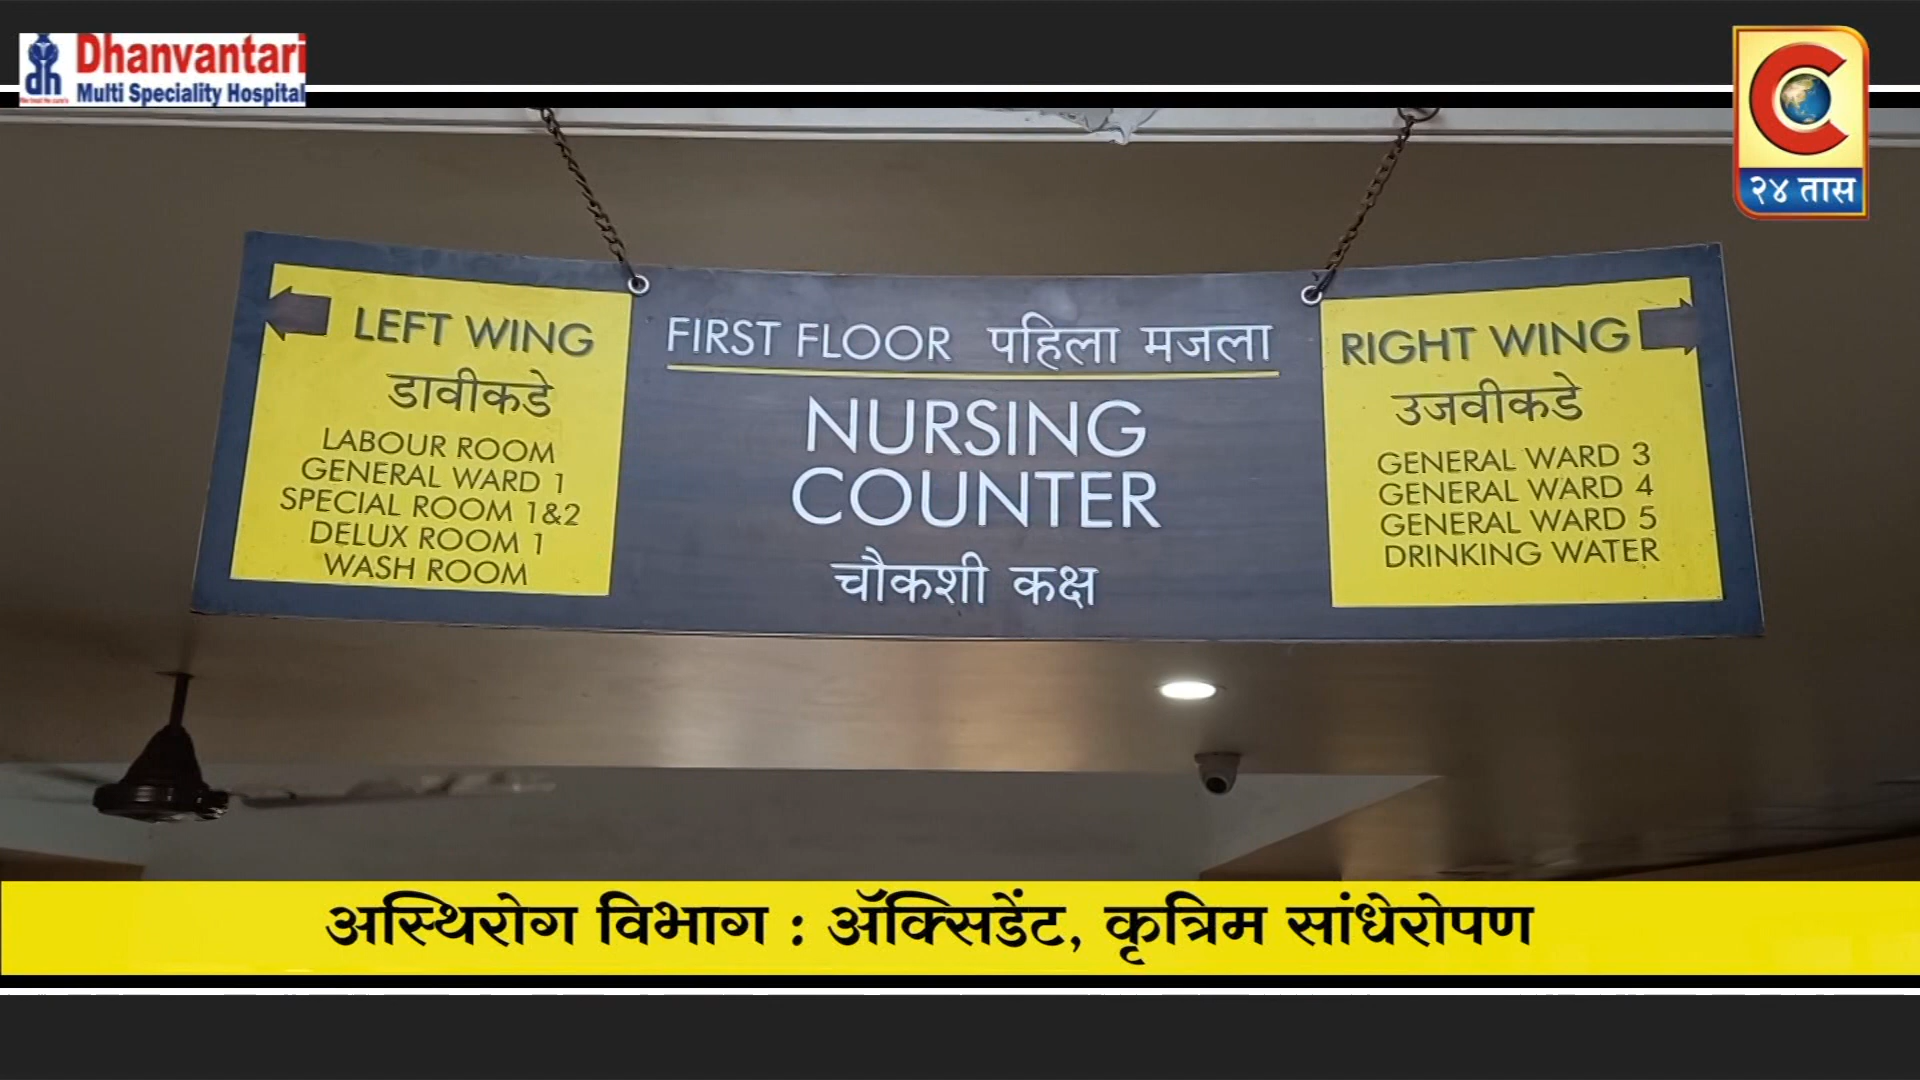 Dhanvantari
Multi Speciality Hospital
२४ तास
LEFT WING
डावीकडे
LABOUR ROOM
GENERAL WARD 1
SPECIAL ROOM 1&2
DELUX ROOM 1
WASH ROOM
FIRST FLOOR पहिला मजला
NURSING
COUNTER
चौकशी कक्ष
RIGHT WING
उजवीकडे
GENERAL WARD 3
GENERAL WARD 4
GENERAL WARD 5
DRINKING WATER
अस्थिरोग विभाग : ॲक्सिडेंट, कृत्रिम सांधेरोपण